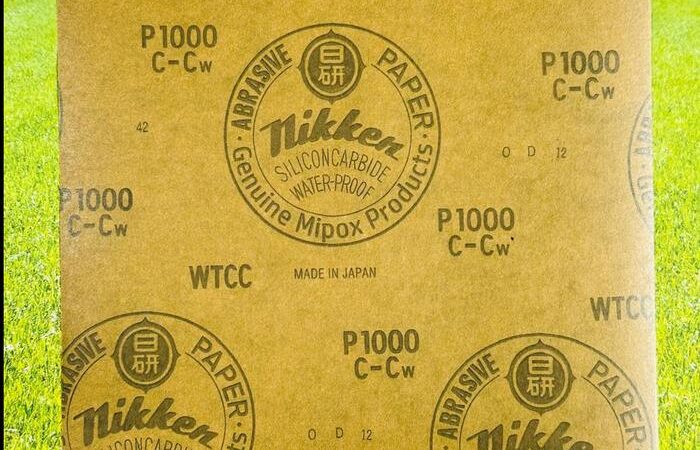 P1000
C-Cw
ABRASIVE PAPER
日
研
Nikken
SILICONCARBIDE
WATER-PROOF
· Genuine Mipox Products ·
P1000
C-Cw
42
O D 12
P1000
C-Cw
P1000
C-Cw
WTCC
MADE IN JAPAN
WTCC
P1000
C-Cw
ABRASIVE PAPER
日
研
Nikken
ABRASIVE PAPER
日
研
Nikken
O D 12